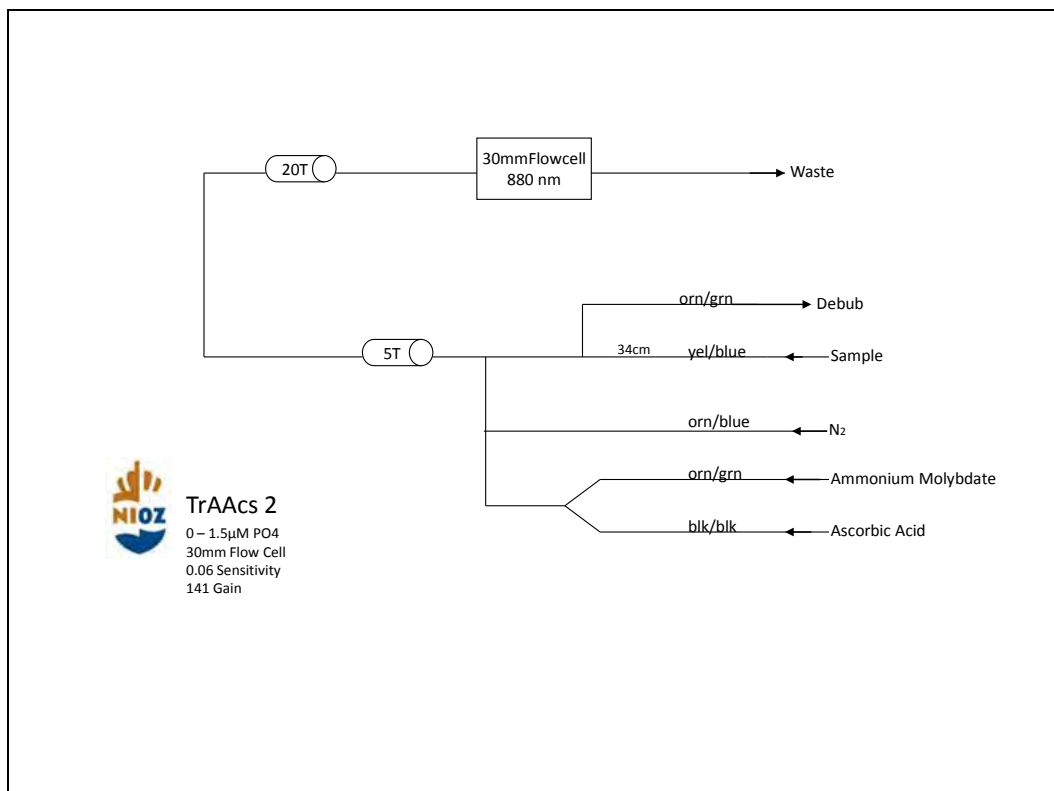 20T
30mmFlowcell
880 nm
Waste
orn/grn
Debub
5T
34cm
yel/blue
Sample
orn/blue
N₂
orn/grn
Ammonium Molybdate
blk/blk
Ascorbic Acid
NIOZ
TrAAcs 2
0 – 1.5µM PO4
30mm Flow Cell
0.06 Sensitivity
141 Gain